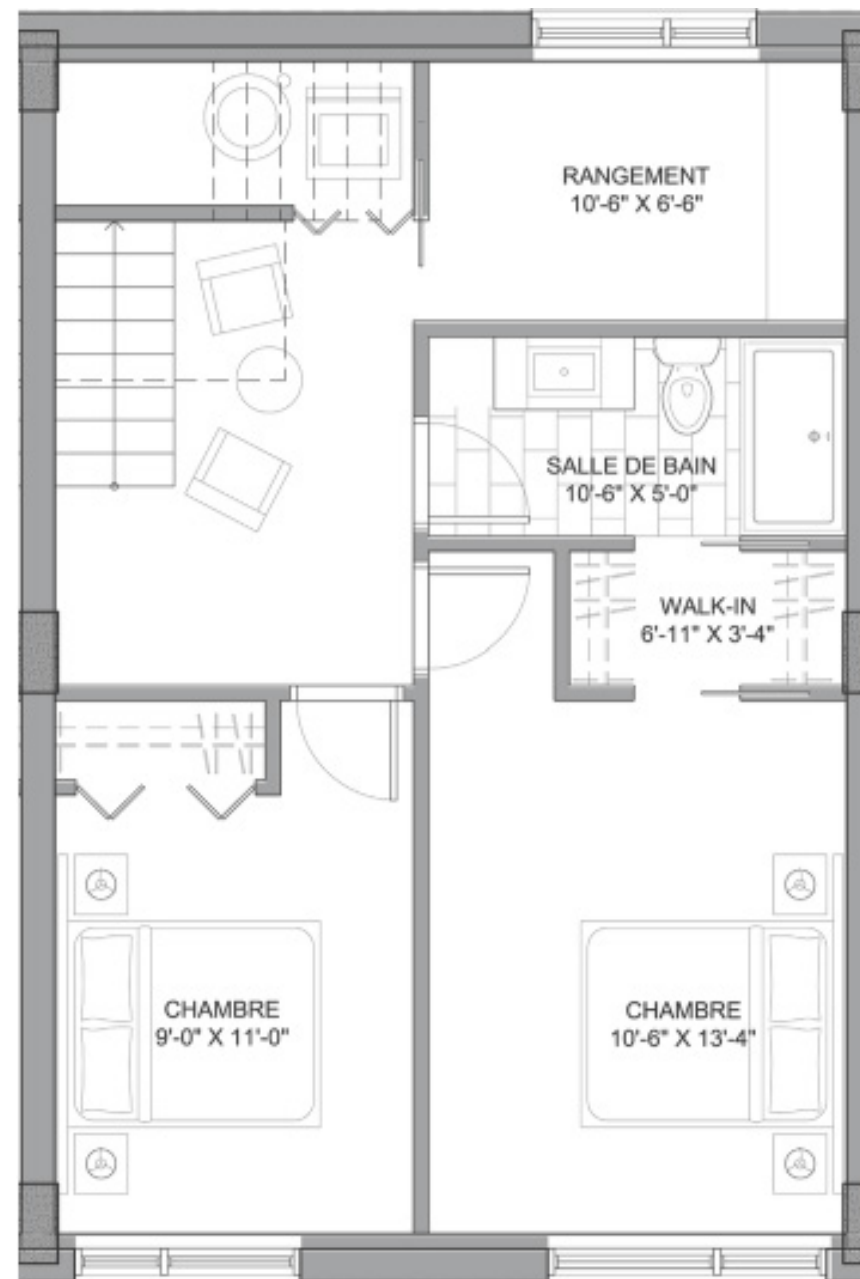 RANGEMENT
10'-6" X 6'-6"
SALLE DE BAIN
10'-6" X 5'-0"
WALK-IN
6'-11" X 3'-4"
CHAMBRE
9'-0" X 11'-0"
CHAMBRE
10'-6" X 13'-4"